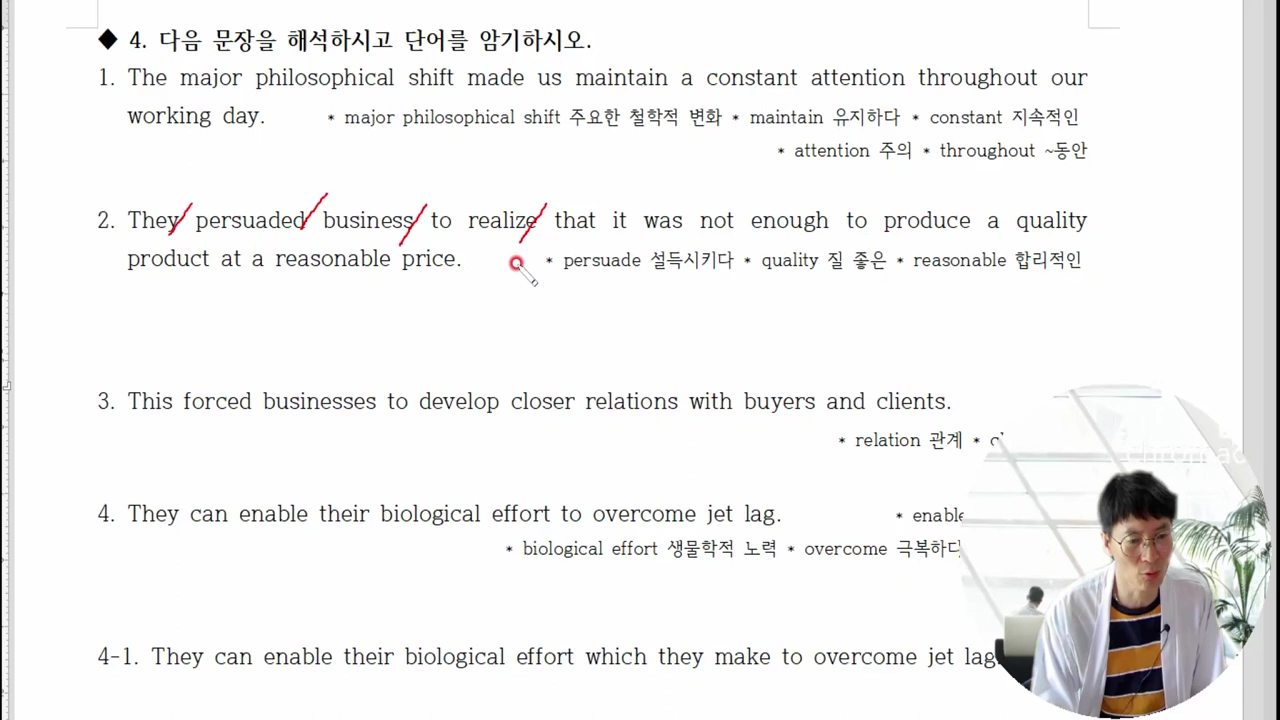 ◆ 4. 다음 문장을 해석하시고 단어를 암기하시오.
1. The major philosophical shift made us maintain a constant attention throughout our
working day. * major philosophical shift 주요한 철학적 변화 * maintain 유지하다 * constant 지속적인
* attention 주의 * throughout ~동안
2. They persuaded business to realize that it was not enough to produce a quality
product at a reasonable price. * persuade 설득시키다 * quality 질 좋은 * reasonable 합리적인
3. This forced businesses to develop closer relations with buyers and clients.
* relation 관계 *
4. They can enable their biological effort to overcome jet lag. * enable
* biological effort 생물학적 노력 * overcome 극복하다
4-1. They can enable their biological effort which they make to overcome jet lag.